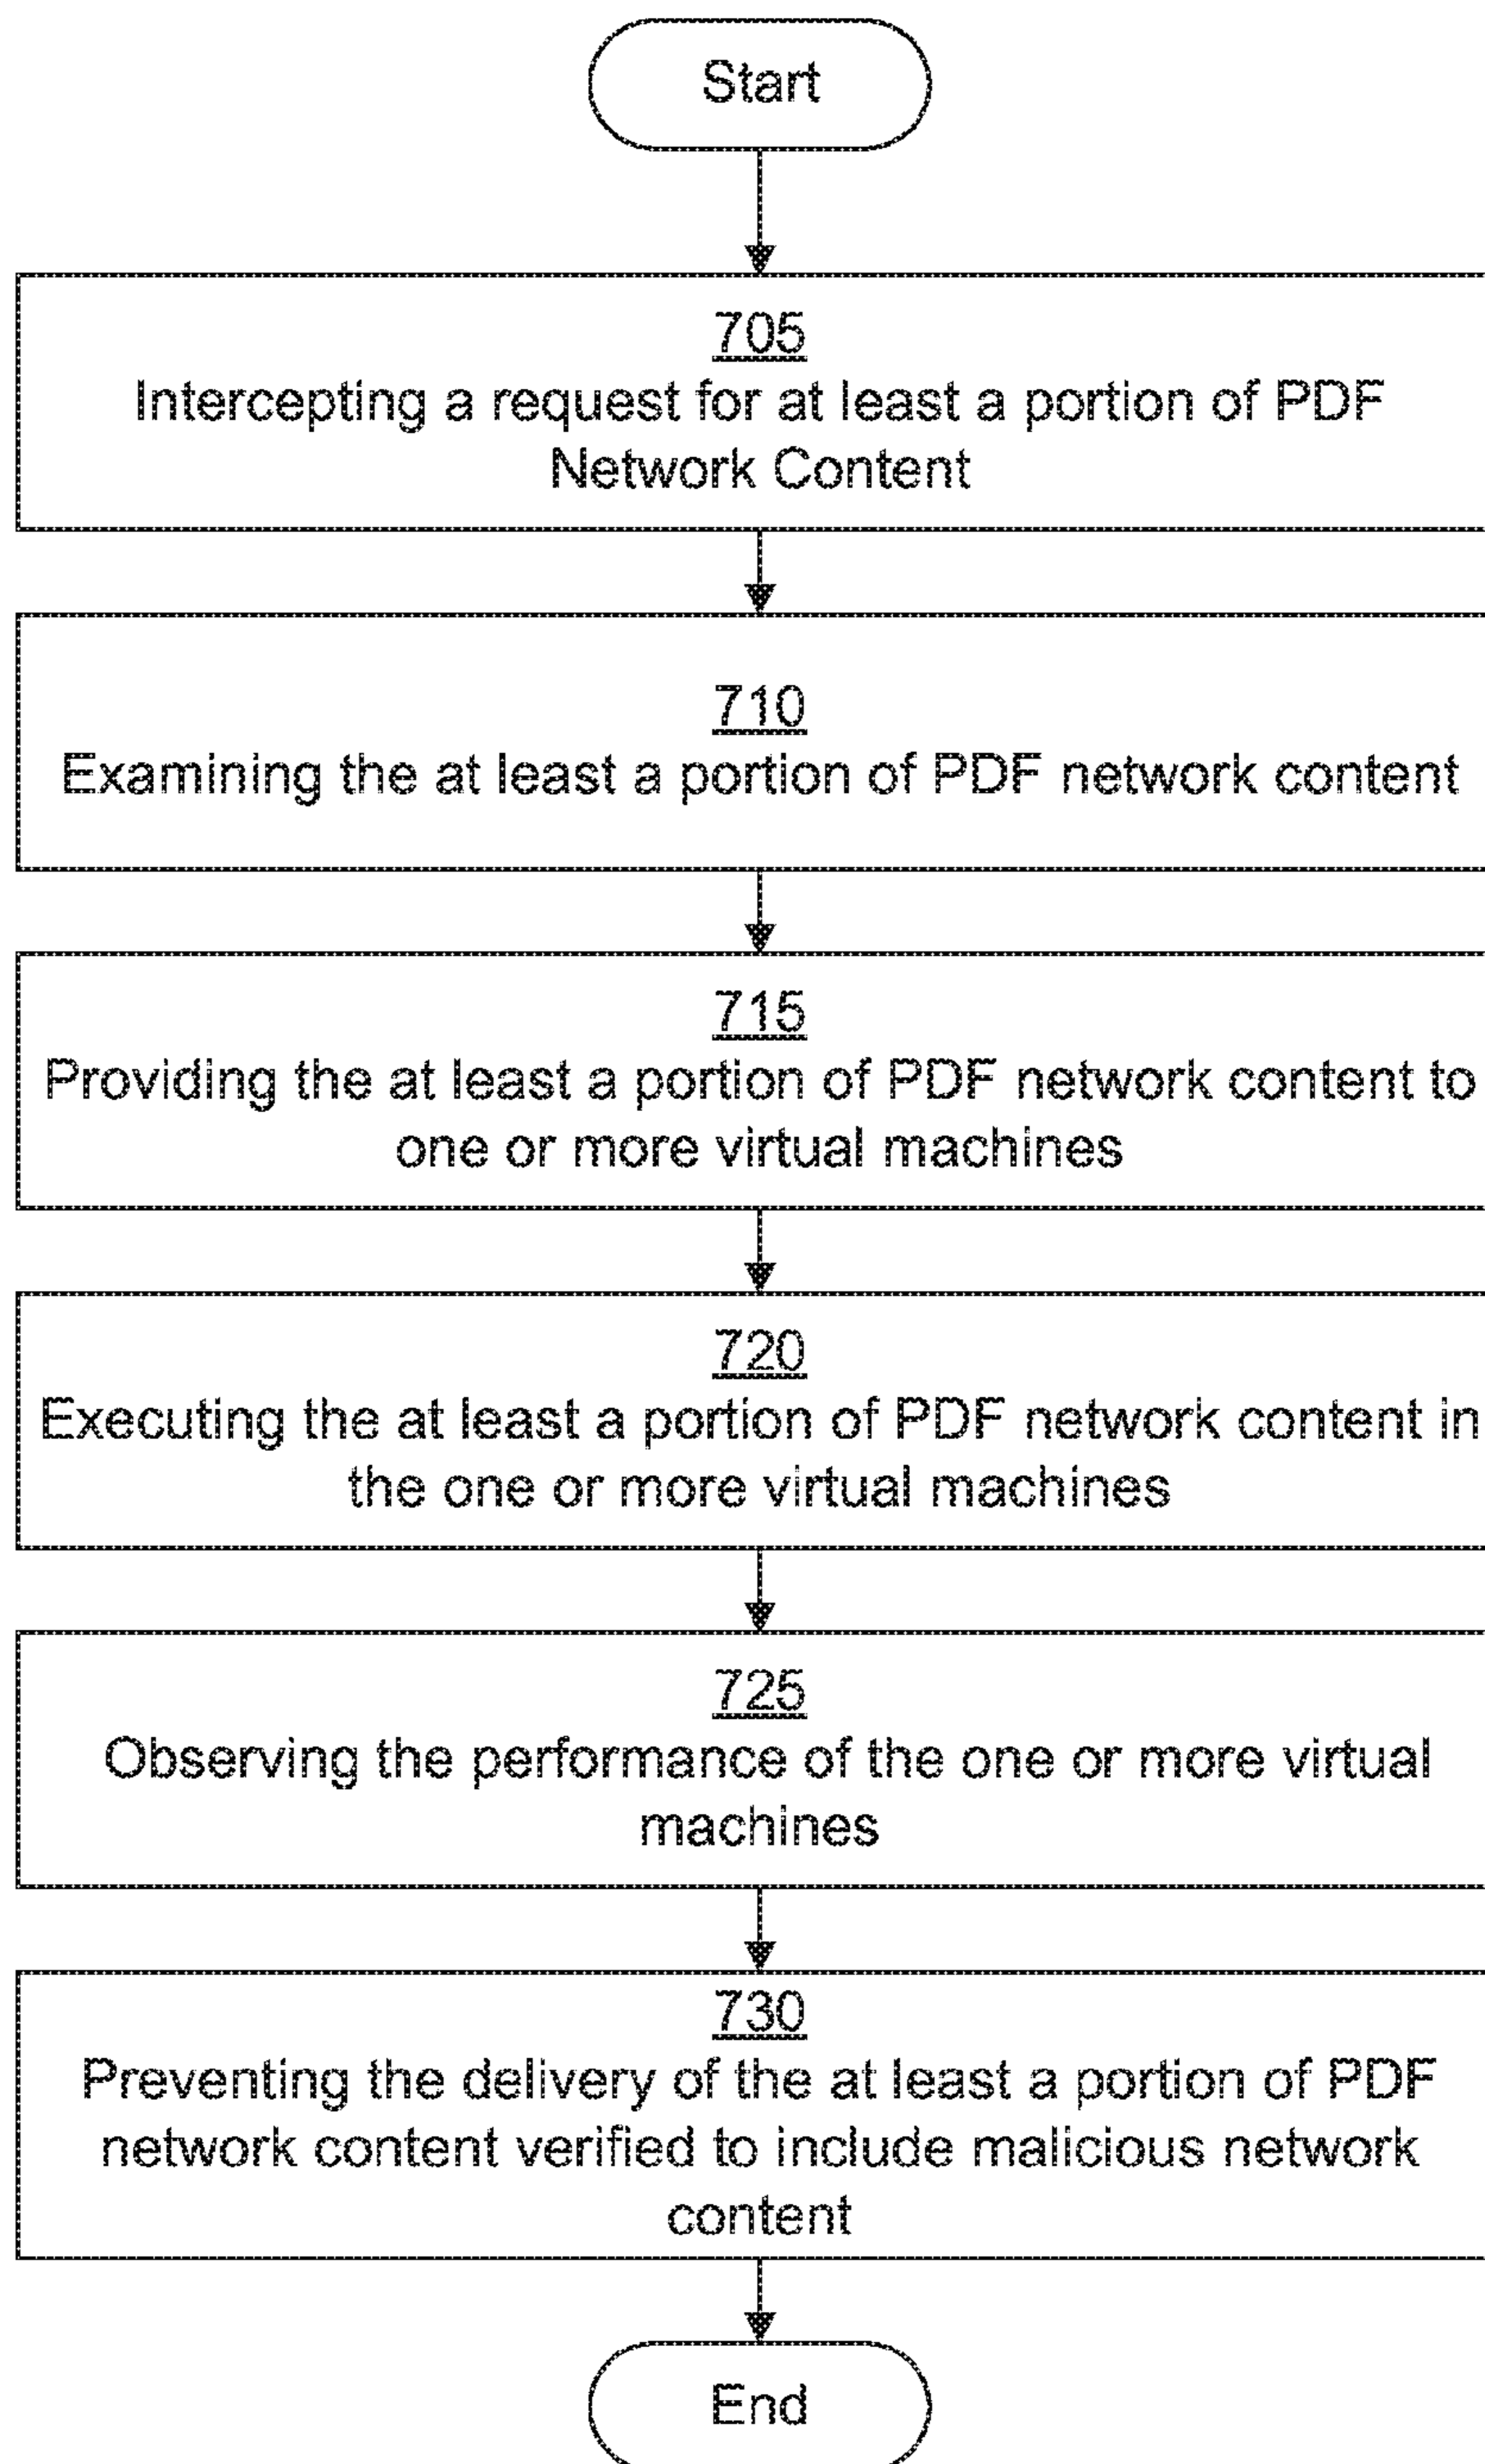 Start
705
Intercepting a request for at least a portion of PDF
Network Content
710
Examining the at least a portion of PDF network content
715
Providing the at least a portion of PDF network content to
one or more virtual machines
720
Executing the at least a portion of PDF network content in
the one or more virtual machines
725
Observing the performance of the one or more virtual
machines
730
Preventing the delivery of the at least a portion of PDF
network content verified to include malicious network
content
End